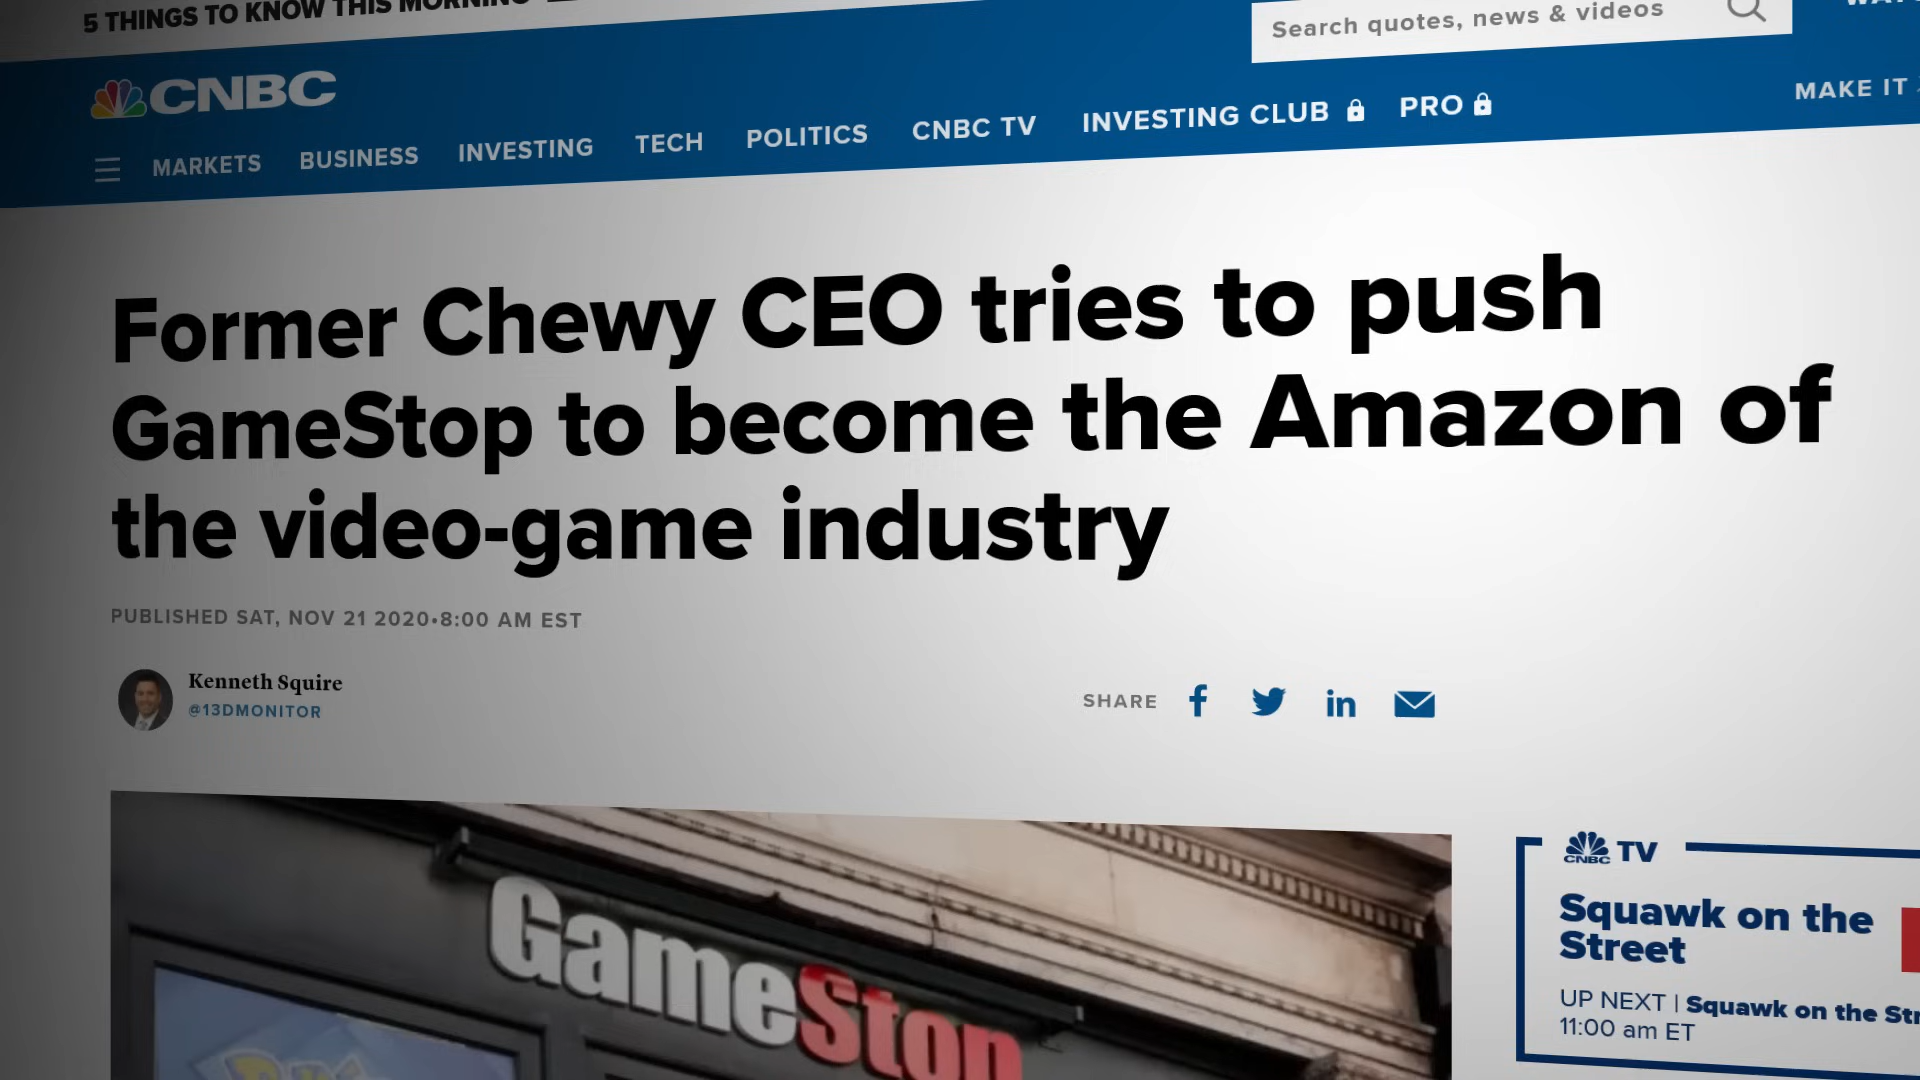 5 THINGS TO KNOW THIS MORNING
Search quotes, news & videos
CNBC
MAKE IT
MARKETS BUSINESS INVESTING TECH POLITICS CNBC TV INVESTING CLUB PRO
Former Chewy CEO tries to push
GameStop to become the Amazon of
the video-game industry
PUBLISHED SAT, NOV 21 2020•8:00 AM EST
Kenneth Squire
@13DMONITOR
SHARE
GameStop
CNBC TV
Squawk on the
Street
UP NEXT | Squawk on the
11:00 am ET